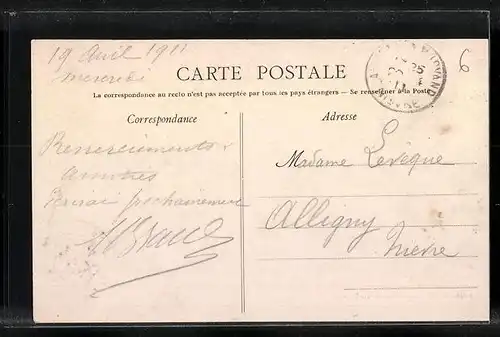 19 Avril 1911
mercredi
CARTE POSTALE
La correspondance au recto n'est pas acceptée par tous les pays étrangers — Se renseigner à la Poste
6
Correspondance
Adresse
Remerciements &
amitiés
prochainement
Madame Levêque
Alligny
Nièvre